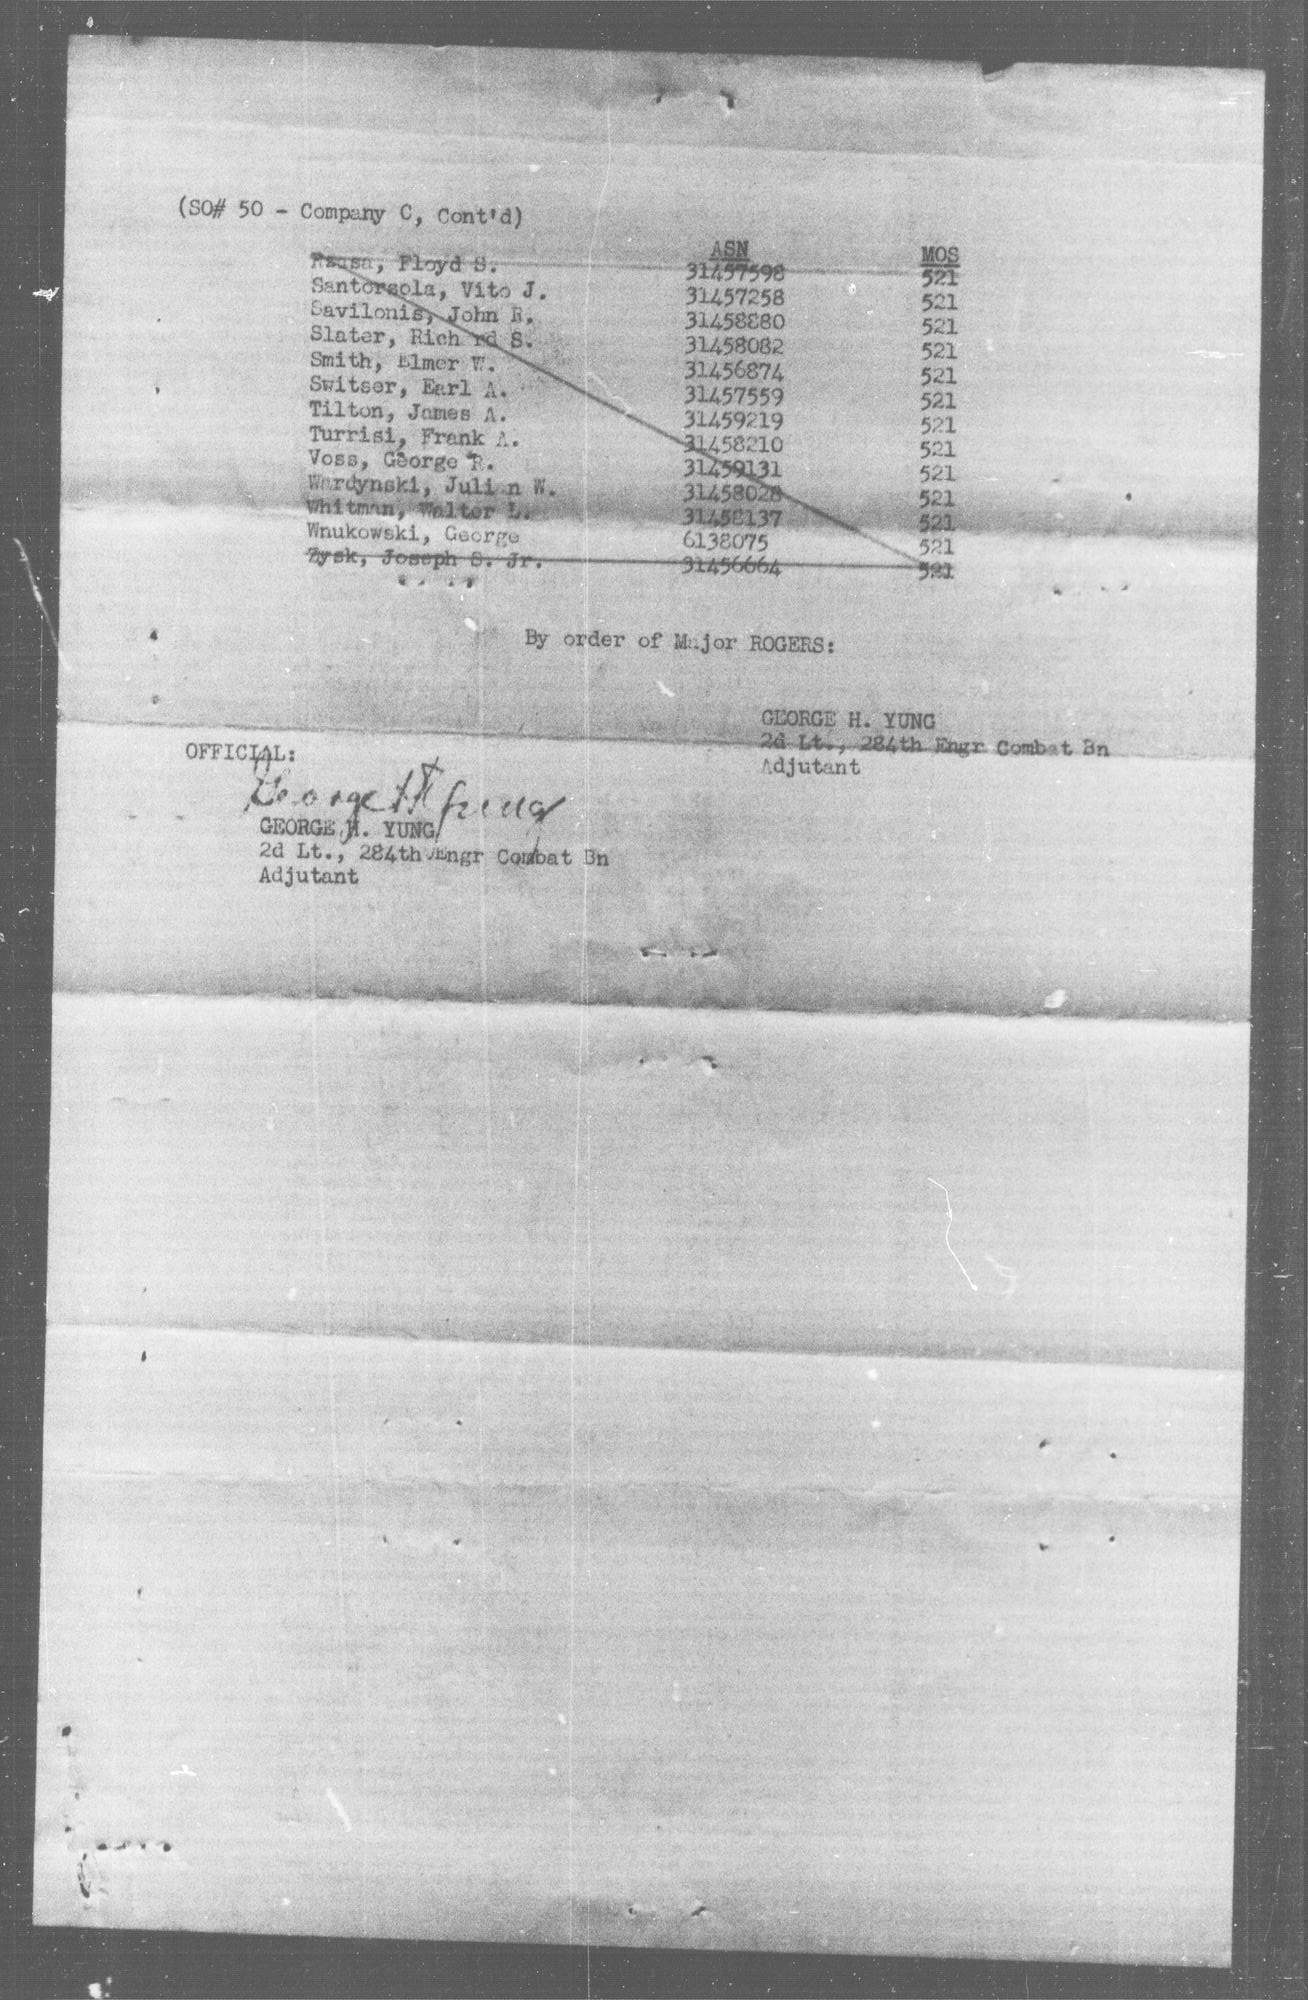 (SO# 50 - Company C, Cont'd)
ASN MOS
Rzasa, Floyd S. 31457598 521
Santorsola, Vito J. 31457258 521
Savilonis, John R. 31458880 521
Slater, Rich rd S. 31458082 521
Smith, Elmer W. 31456874 521
Switser, Earl A. 31457559 521
Tilton, James A. 31459219 521
Turrisi, Frank A. 31458210 521
Voss, George R. 31459131 521
Wardynski, Julian W. 31458028 521
Whitman, Walter L. 31458137 521
Wnukowski, George 6138075 521
Zysk, Joseph S. Jr. 31456664 521
By order of Major ROGERS:
GEORGE H. YUNG
2d Lt., 284th Engr Combat Bn
Adjutant
OFFICIAL:
George H Yung
GEORGE H. YUNG
2d Lt., 284th Engr Combat Bn
Adjutant